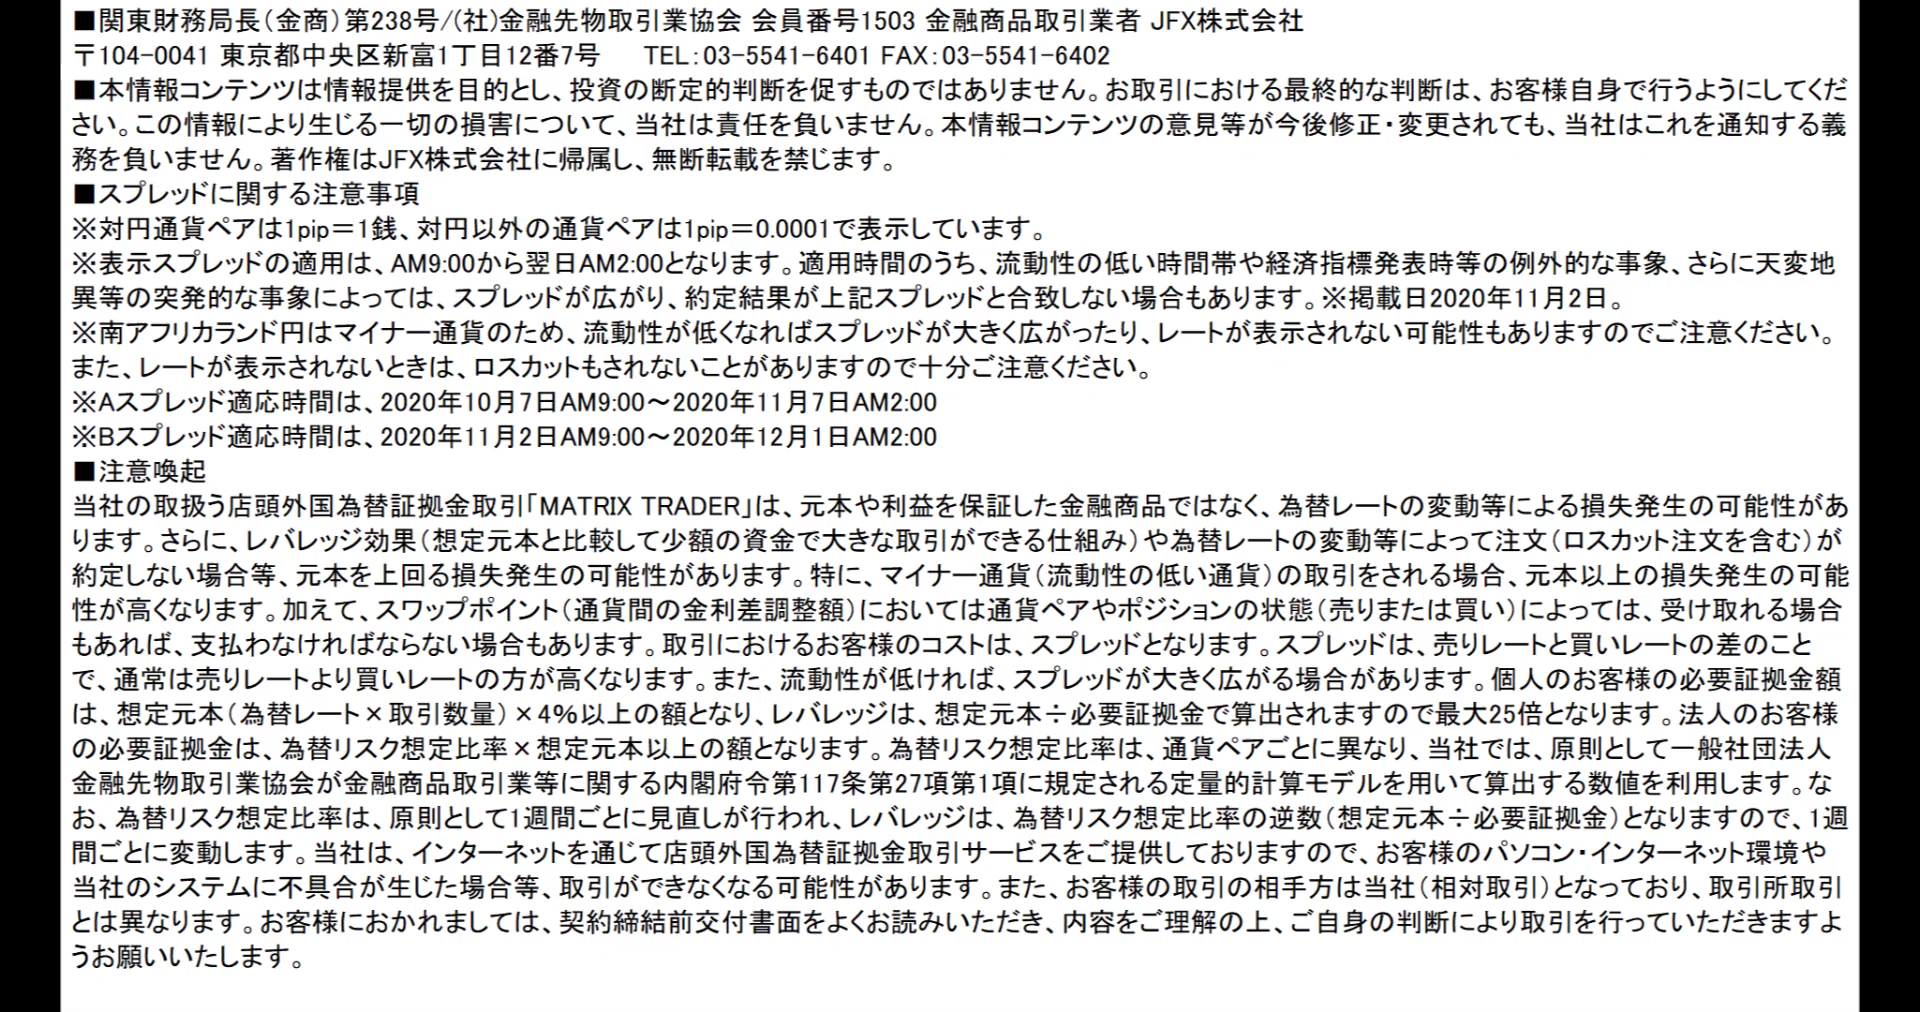 ■関東財務局長(金商)第238号/(社)金融先物取引業協会 会員番号1503 金融商品取引業者 JFX株式会社
〒104-0041 東京都中央区新富1丁目12番7号　TEL:03-5541-6401 FAX:03-5541-6402
■本情報コンテンツは情報提供を目的とし、投資の断定的判断を促すものではありません。お取引における最終的な判断は、お客様自身で行うようにしてくだ
さい。この情報により生じる一切の損害について、当社は責任を負いません。本情報コンテンツの意見等が今後修正・変更されても、当社はこれを通知する義
務を負いません。著作権はJFX株式会社に帰属し、無断転載を禁じます。
■スプレッドに関する注意事項
※対円通貨ペアは1pip＝1銭、対円以外の通貨ペアは1pip＝0.0001で表示しています。
※表示スプレッドの適用は、AM9:00から翌日AM2:00となります。適用時間のうち、流動性の低い時間帯や経済指標発表時等の例外的な事象、さらに天変地
異等の突発的な事象によっては、スプレッドが広がり、約定結果が上記スプレッドと合致しない場合もあります。※掲載日2020年11月2日。
※南アフリカランド円はマイナー通貨のため、流動性が低くなればスプレッドが大きく広がったり、レートが表示されない可能性もありますのでご注意ください。
また、レートが表示されないときは、ロスカットもされないことがありますので十分ご注意ください。
※Aスプレッド適応時間は、2020年10月7日AM9:00～2020年11月7日AM2:00
※Bスプレッド適応時間は、2020年11月2日AM9:00～2020年12月1日AM2:00
■注意喚起
当社の取扱う店頭外国為替証拠金取引「MATRIX TRADER」は、元本や利益を保証した金融商品ではなく、為替レートの変動等による損失発生の可能性があ
ります。さらに、レバレッジ効果(想定元本と比較して少額の資金で大きな取引ができる仕組み)や為替レートの変動等によって注文(ロスカット注文を含む)が
約定しない場合等、元本を上回る損失発生の可能性があります。特に、マイナー通貨(流動性の低い通貨)の取引をされる場合、元本以上の損失発生の可能
性が高くなります。加えて、スワップポイント(通貨間の金利差調整額)においては通貨ペアやポジションの状態(売りまたは買い)によっては、受け取れる場合
もあれば、支払わなければならない場合もあります。取引におけるお客様のコストは、スプレッドとなります。スプレッドは、売りレートと買いレートの差のこと
で、通常は売りレートより買いレートの方が高くなります。また、流動性が低ければ、スプレッドが大きく広がる場合があります。個人のお客様の必要証拠金額
は、想定元本(為替レート×取引数量)×4%以上の額となり、レバレッジは、想定元本÷必要証拠金で算出されますので最大25倍となります。法人のお客様
の必要証拠金は、為替リスク想定比率×想定元本以上の額となります。為替リスク想定比率は、通貨ペアごとに異なり、当社では、原則として一般社団法人
金融先物取引業協会が金融商品取引業等に関する内閣府令第117条第27項第1項に規定される定量的計算モデルを用いて算出する数値を利用します。な
お、為替リスク想定比率は、原則として1週間ごとに見直しが行われ、レバレッジは、為替リスク想定比率の逆数(想定元本÷必要証拠金)となりますので、1週
間ごとに変動します。当社は、インターネットを通じて店頭外国為替証拠金取引サービスをご提供しておりますので、お客様のパソコン・インターネット環境や
当社のシステムに不具合が生じた場合等、取引ができなくなる可能性があります。また、お客様の取引の相手方は当社(相対取引)となっており、取引所取引
とは異なります。お客様におかれましては、契約締結前交付書面をよくお読みいただき、内容をご理解の上、ご自身の判断により取引を行っていただきますよ
うお願いいたします。